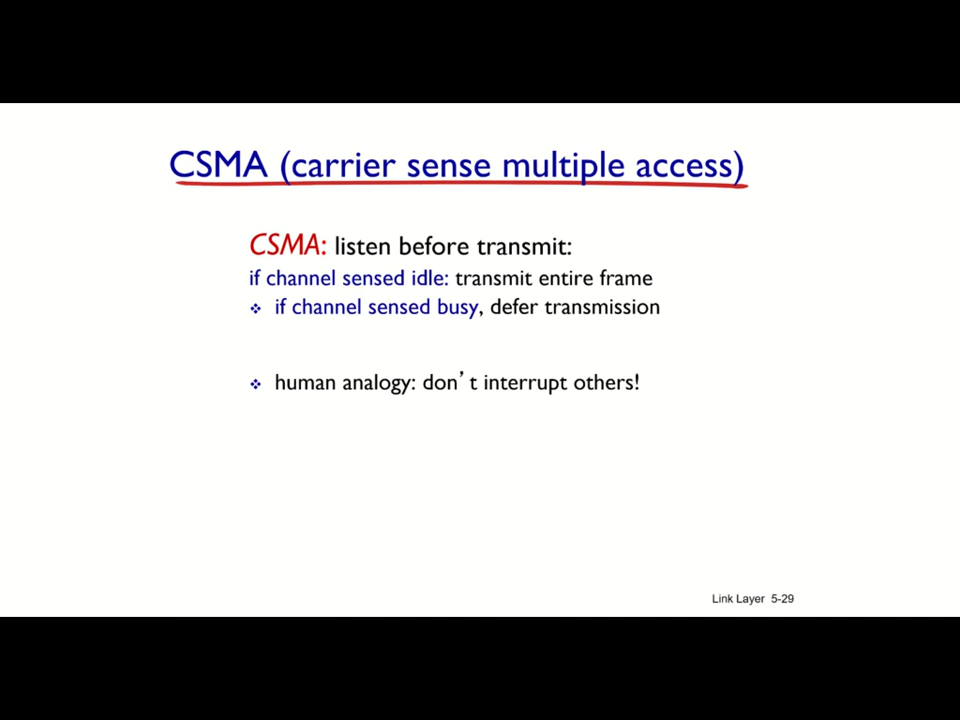 CSMA (carrier sense multiple access)
CSMA: listen before transmit:
if channel sensed idle: transmit entire frame
❖ if channel sensed busy, defer transmission
❖ human analogy: don’t interrupt others!
Link Layer 5-29